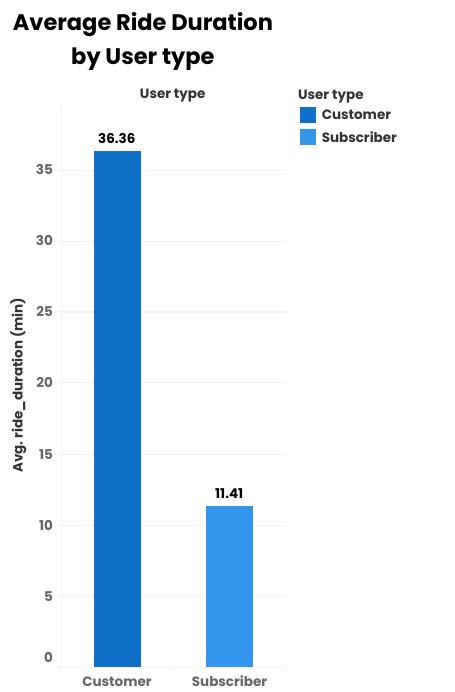 Average Ride Duration
by User type
User type
User type
Customer
Subscriber
36.36
35
30
25
20
15
11.41
10
5
0
Avg. ride_duration (min)
Customer
Subscriber